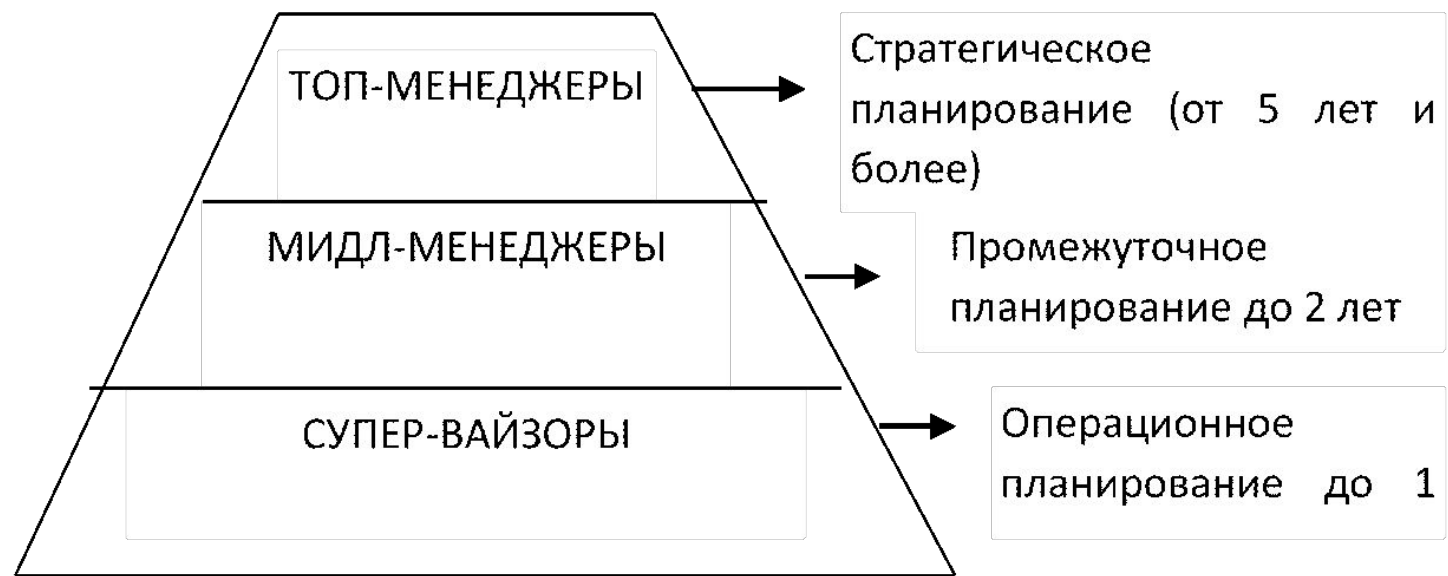 ТОП-МЕНЕДЖЕРЫ
Стратегическое
планирование (от 5 лет и
более)
МИДЛ-МЕНЕДЖЕРЫ
Промежуточное
планирование до 2 лет
СУПЕР-ВАЙЗОРЫ
Операционное
планирование до 1